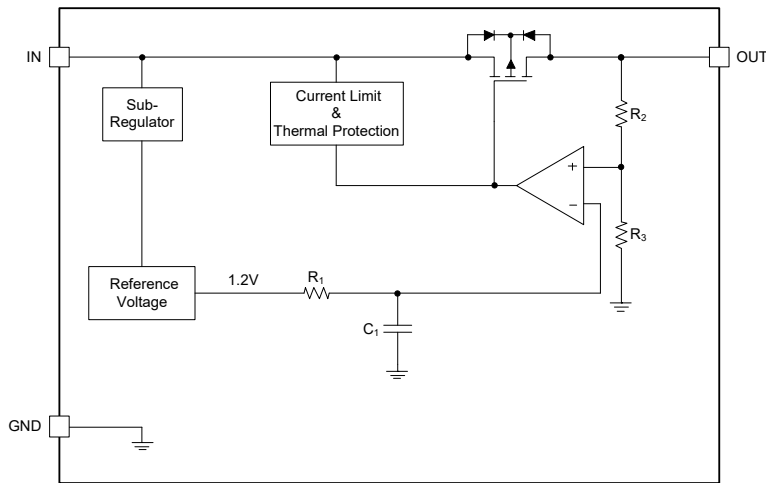 IN
OUT
Sub-
Regulator
Current Limit
&
Thermal Protection
R₂
+
−
R₃
Reference
Voltage
1.2V
R₁
C₁
GND